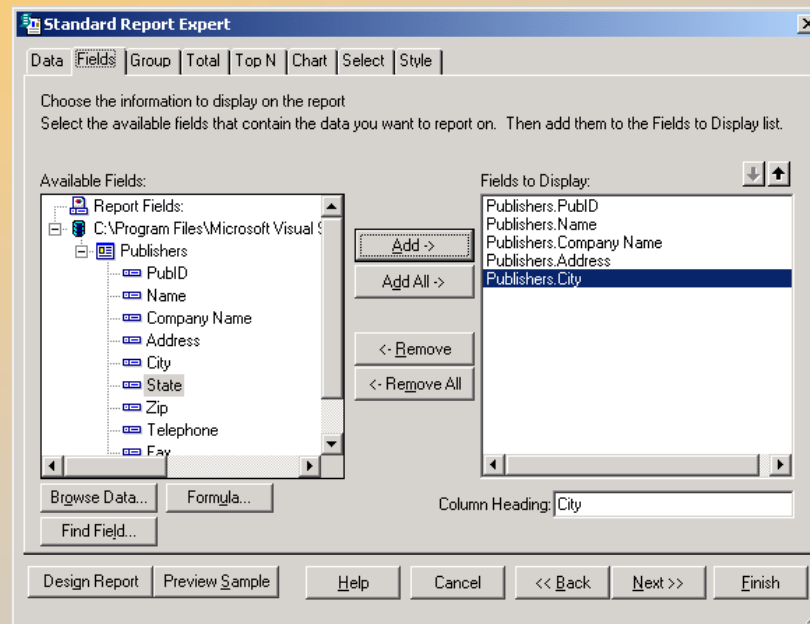 Standard Report Expert
Data Fields Group Total Top N Chart Select Style
Choose the information to display on the report
Select the available fields that contain the data you want to report on. Then add them to the Fields to Display list.
Available Fields:
Report Fields:
C:\Program Files\Microsoft Visual
Publishers
PubID
Name
Company Name
Address
City
State
Zip
Telephone
Fax
Browse Data...
Formula...
Find Field...
Add ->
Add All ->
<- Remove
<- Remove All
Fields to Display:
Publishers.PubID
Publishers.Name
Publishers.Company Name
Publishers.Address
Publishers.City
Column Heading: City
Design Report Preview Sample Help Cancel << Back Next >> Finish